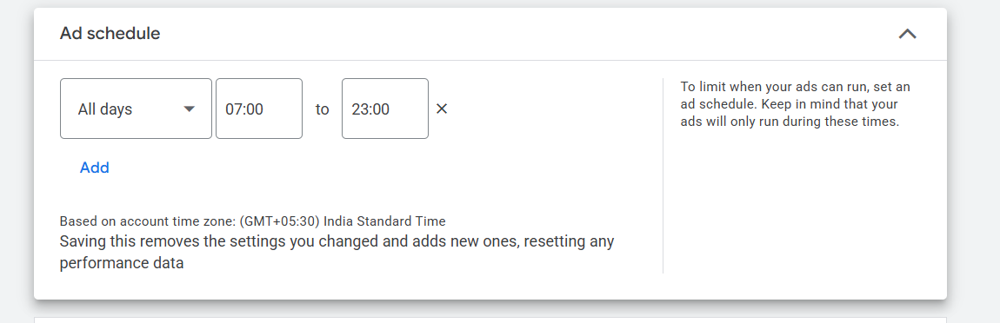 Ad schedule
All days 07:00 to 23:00
To limit when your ads can run, set an
ad schedule. Keep in mind that your
ads will only run during these times.
Add
Based on account time zone: (GMT+05:30) India Standard Time
Saving this removes the settings you changed and adds new ones, resetting any
performance data